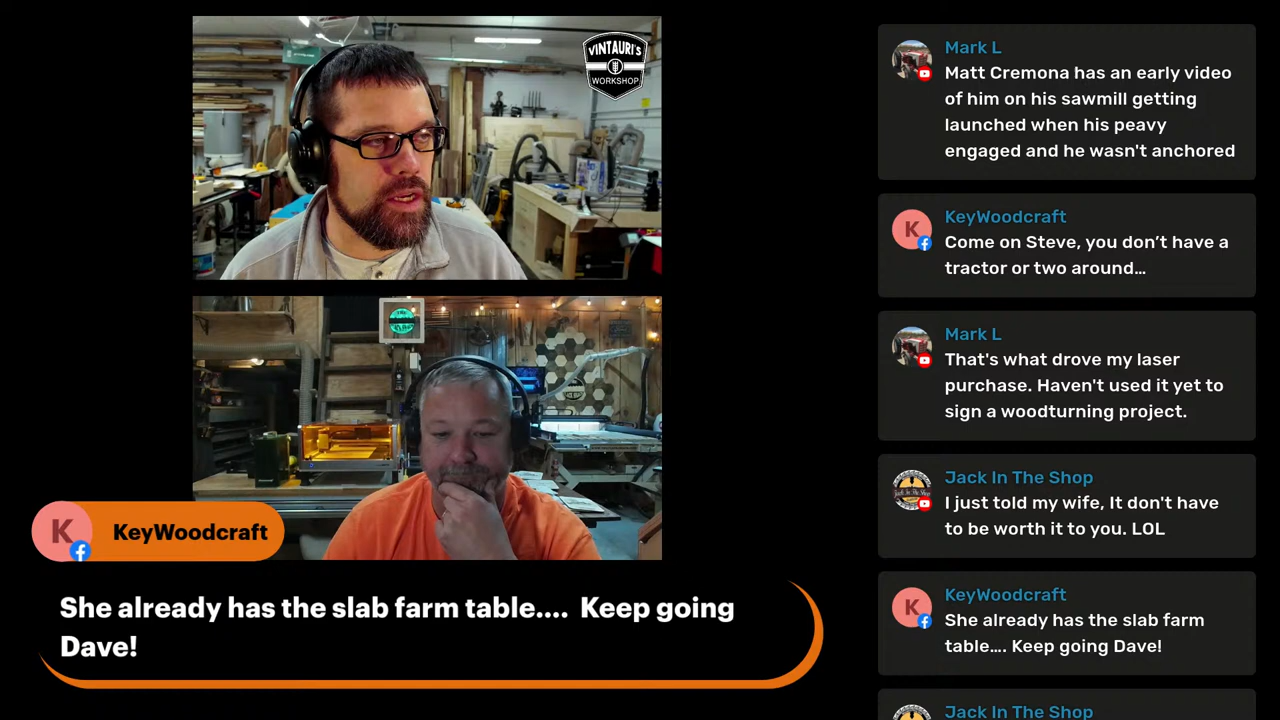 VINTAURI'S
WORKSHOP
KeyWoodcraft
She already has the slab farm table.... Keep going
Dave!
Mark L
Matt Cremona has an early video
of him on his sawmill getting
launched when his peavy
engaged and he wasn't anchored
K
KeyWoodcraft
Come on Steve, you don’t have a
tractor or two around...
Mark L
That's what drove my laser
purchase. Haven't used it yet to
sign a woodturning project.
Jack In The Shop
I just told my wife, It don't have
to be worth it to you. LOL
K
KeyWoodcraft
She already has the slab farm
table.... Keep going Dave!
Jack In The Shop
K